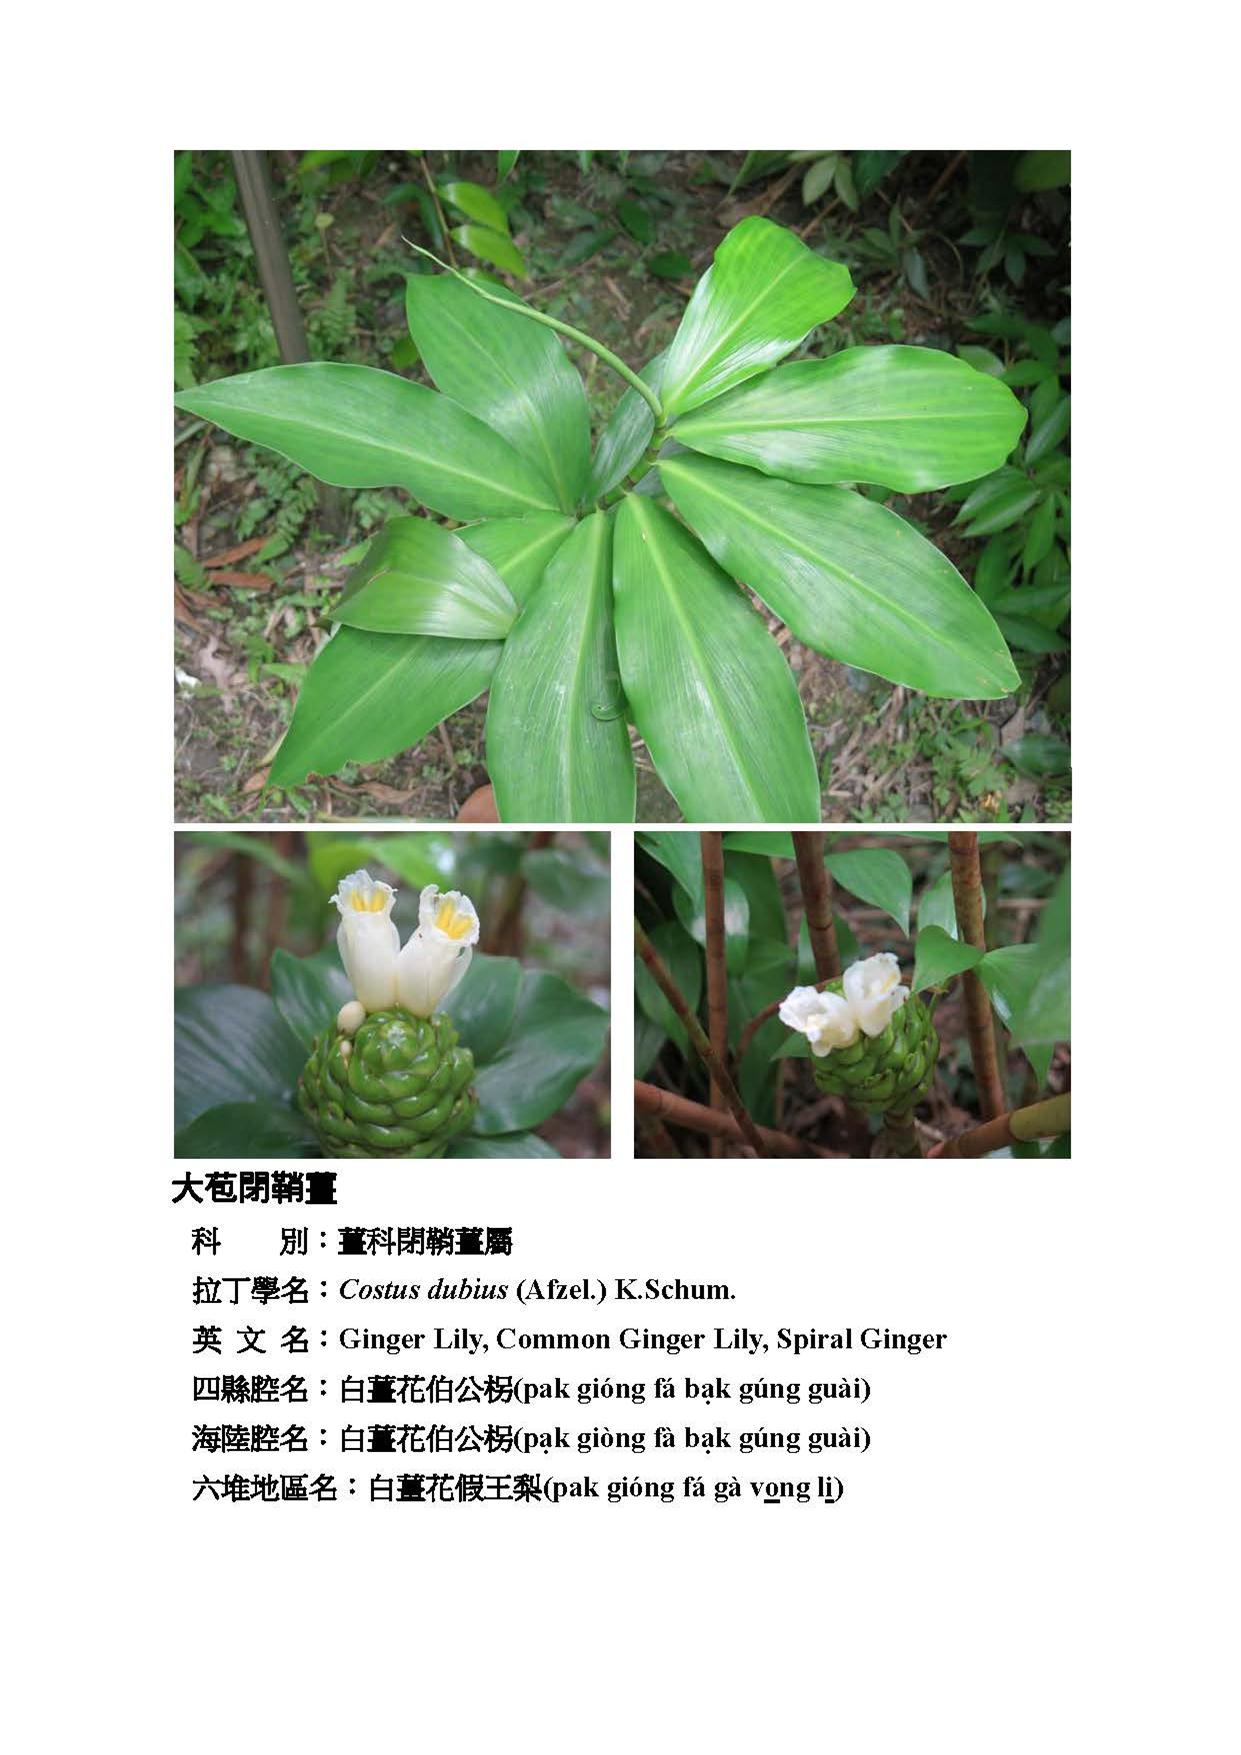 大苞閉鞘薑
科　　別：薑科閉鞘薑屬
拉丁學名：Costus dubius (Afzel.) K.Schum.
英 文 名：Ginger Lily, Common Ginger Lily, Spiral Ginger
四縣腔名：白薑花伯公枴(pak gióng fá bạk gúng guài)
海陸腔名：白薑花伯公枴(pạk giòng fà bạk gúng guài)
六堆地區名：白薑花假王梨(pak gióng fá gà vo̲ng li̲)